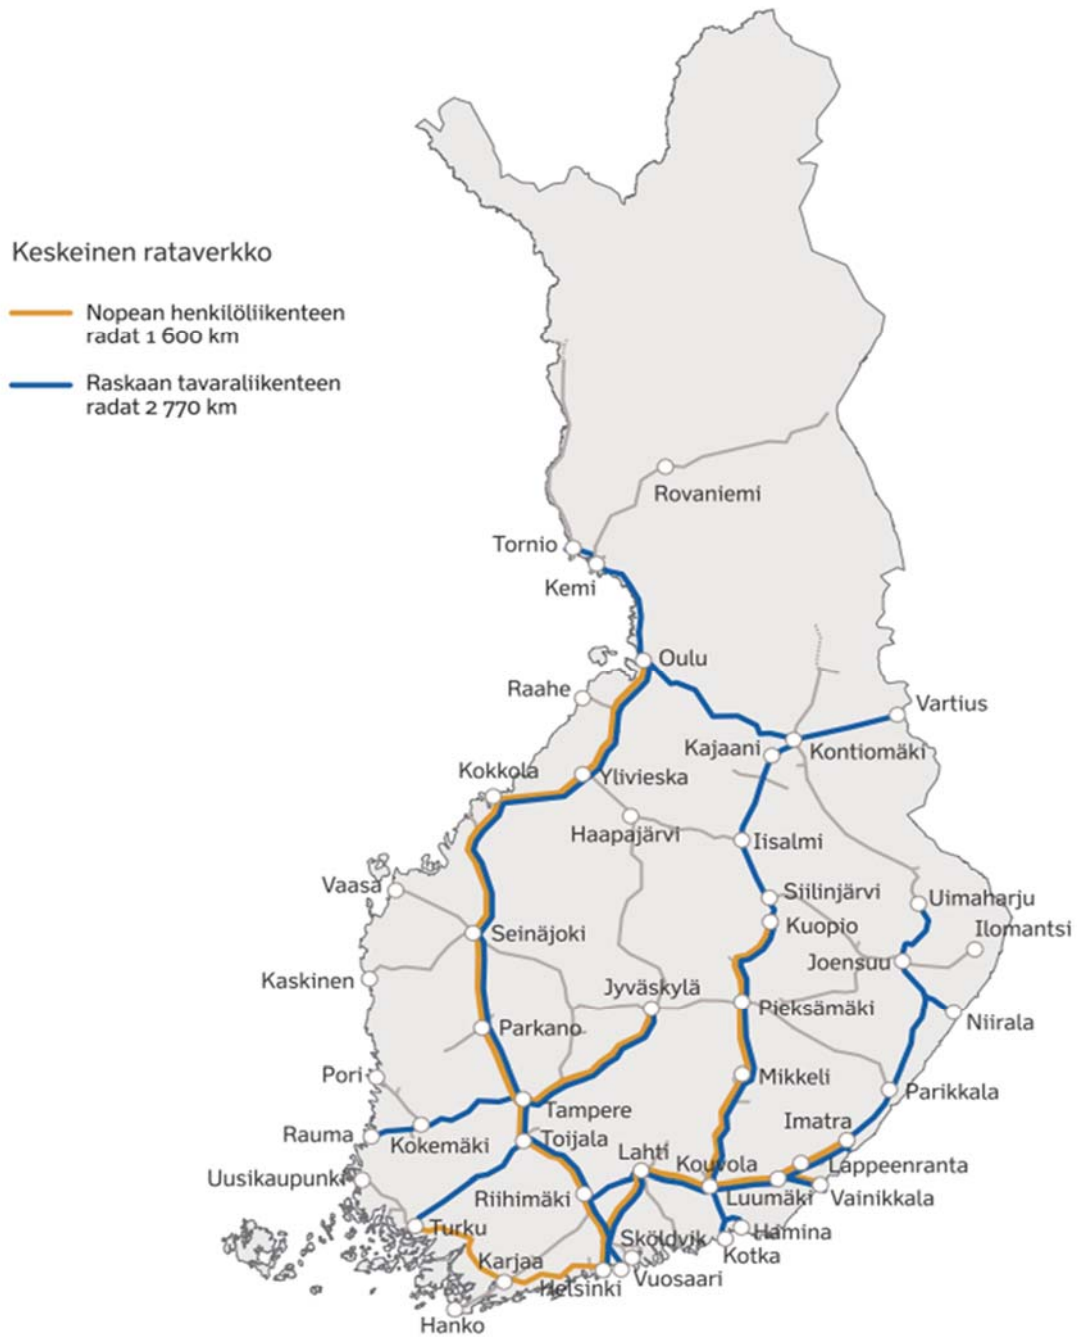 Keskeinen rataverkko
Nopean henkilöliikenteen
radat 1 600 km
Raskaan tavaraliikenteen
radat 2 770 km
Rovaniemi
Tornio
Kemi
Oulu
Raahe
Vartius
Kajaani
Kontiomäki
Kokkola
Ylivieska
Haapajärvi
Iisalmi
Vaasa
Siilinjärvi
Uimaharju
Kuopio
Ilomantsi
Seinäjoki
Joensuu
Kaskinen
Jyväskylä
Pieksämäki
Niirala
Parkano
Pori
Mikkeli
Parikkala
Tampere
Imatra
Rauma
Kokemäki
Toijala
Lahti
Kouvola
Lappeenranta
Uusikaupunki
Riihimäki
Luumäki
Vainikkala
Turku
Sköldvik
Hamina
Kotka
Karjaa
Helsinki
Vuosaari
Hanko